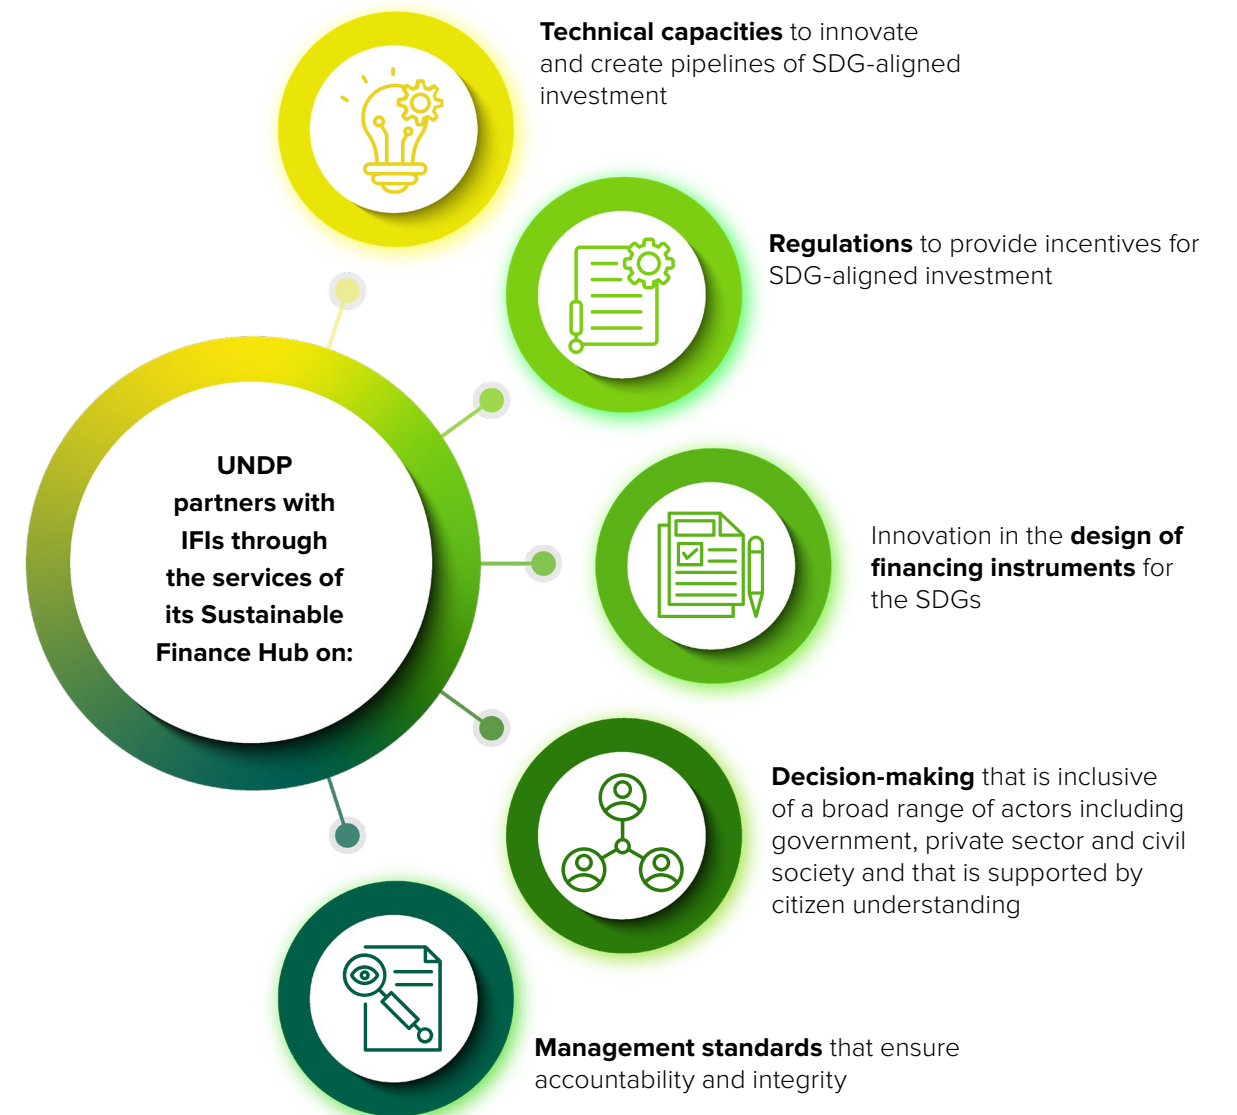 Technical capacities to innovate
and create pipelines of SDG-aligned
investment
Regulations to provide incentives for
SDG-aligned investment
UNDP
partners with
IFIs through
the services of
its Sustainable
Finance Hub on:
Innovation in the design of
financing instruments for
the SDGs
Decision-making that is inclusive
of a broad range of actors including
government, private sector and civil
society and that is supported by
citizen understanding
Management standards that ensure
accountability and integrity